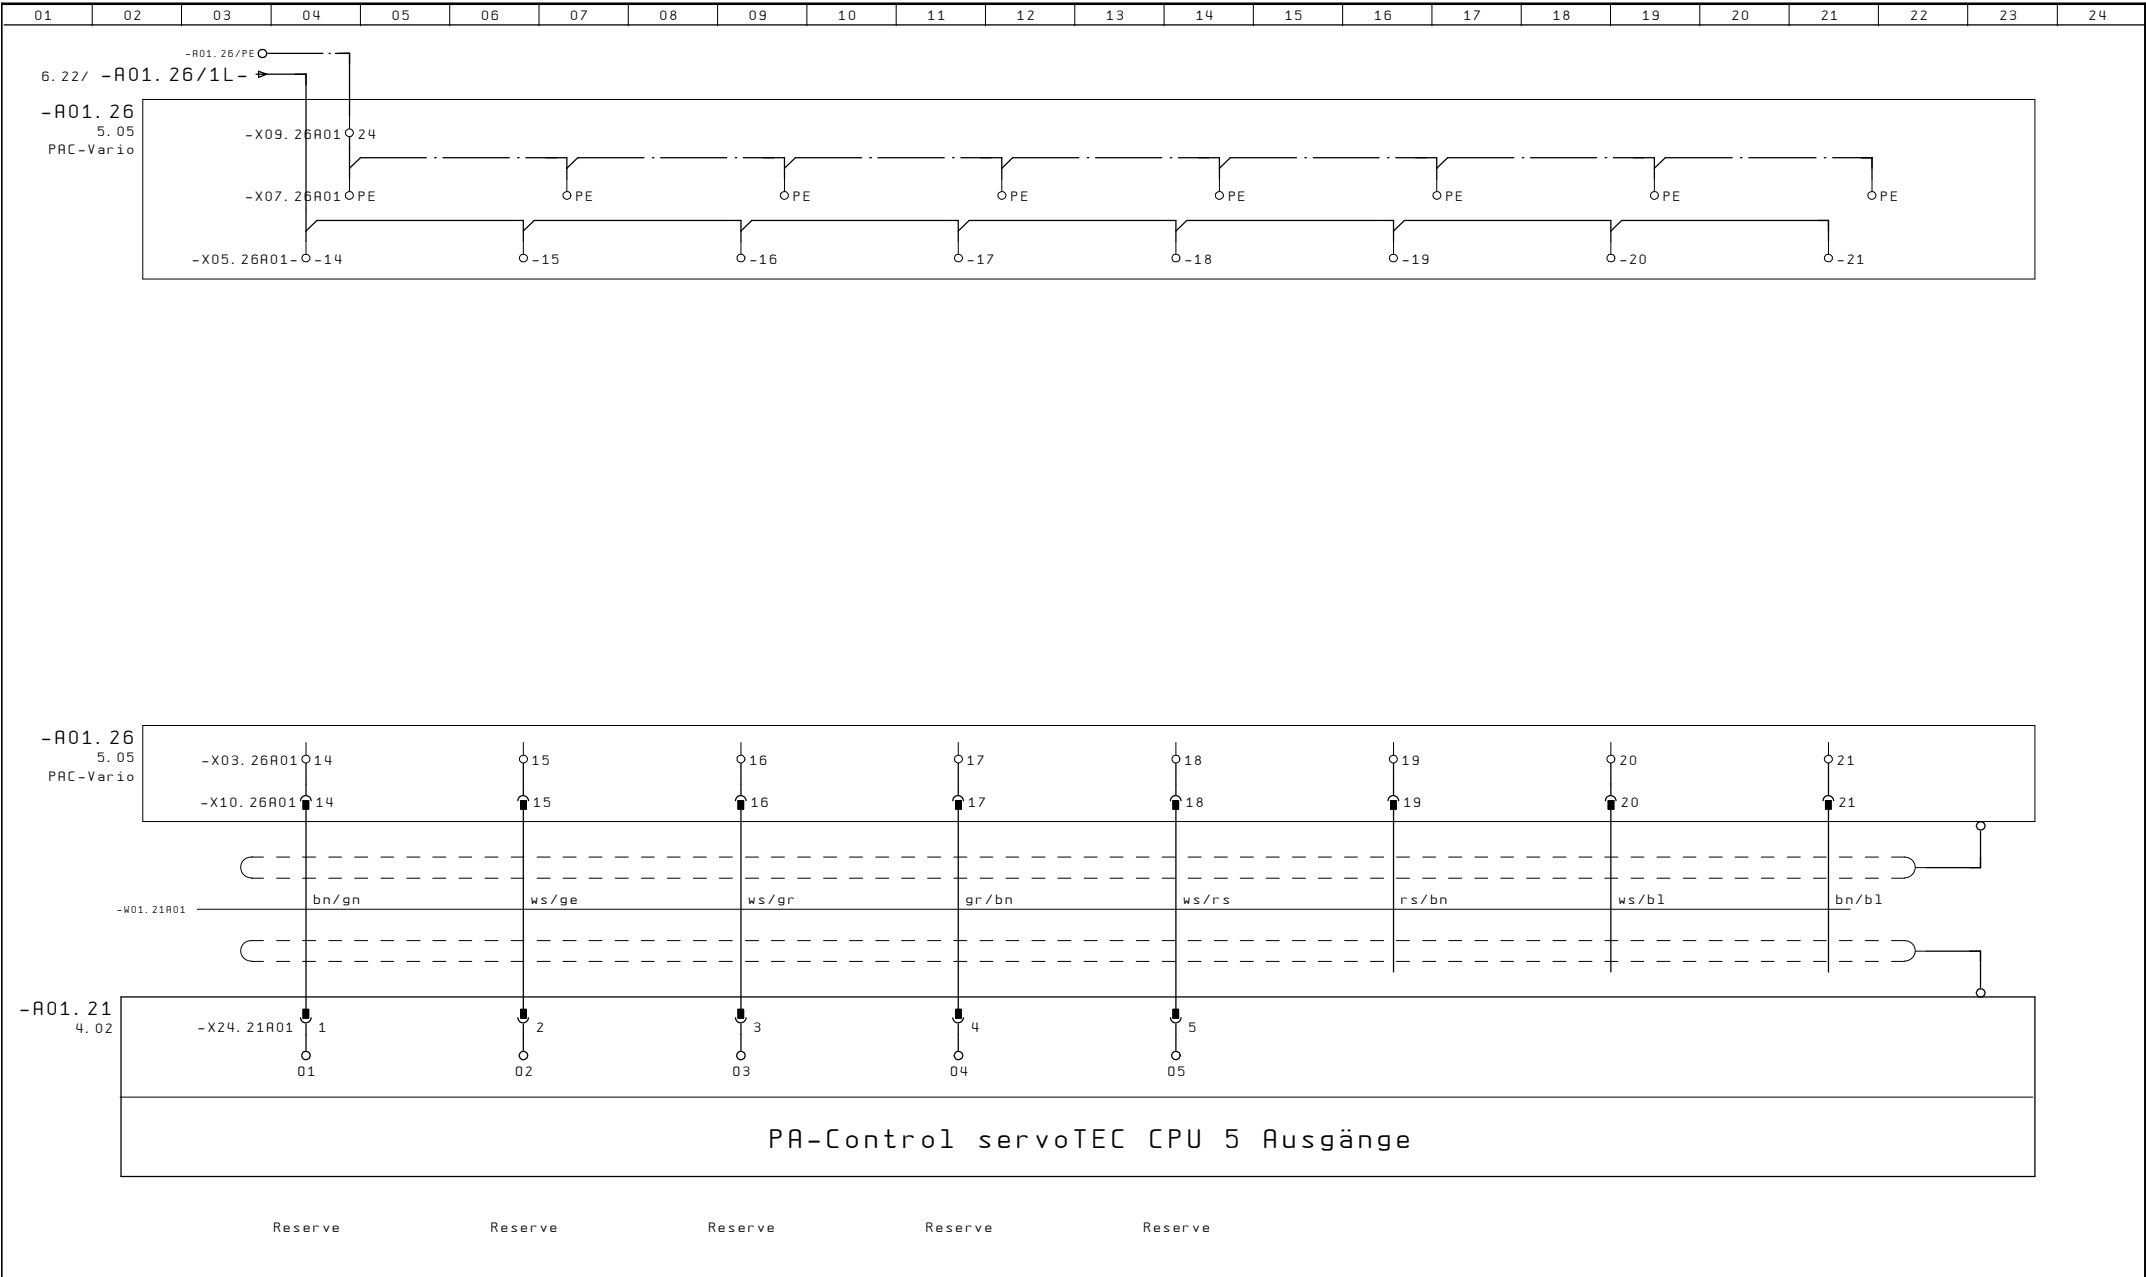 01 02 03 04 05 06 07 08 09 10 11 12 13 14 15 16 17 18 19 20 21 22 23 24
-A01.26/PE
6.22/ -A01.26/1L-
-A01.26
5.05
PAC-Vario
-X09.26A01 24
-X07.26A01 PE PE PE PE PE PE PE PE
-X05.26A01- -14 -15 -16 -17 -18 -19 -20 -21
-A01.26
5.05
PAC-Vario
-X03.26A01 14 15 16 17 18 19 20 21
-X10.26A01 14 15 16 17 18 19 20 21
bn/gn ws/ge ws/gr gr/bn ws/rs rs/bn ws/bl bn/bl
-W01.21A01
-A01.21
4.02
-X24.21A01 1 2 3 4 5
01 02 03 04 05
PA-Control servoTEC CPU 5 Ausgänge
Reserve Reserve Reserve Reserve Reserve